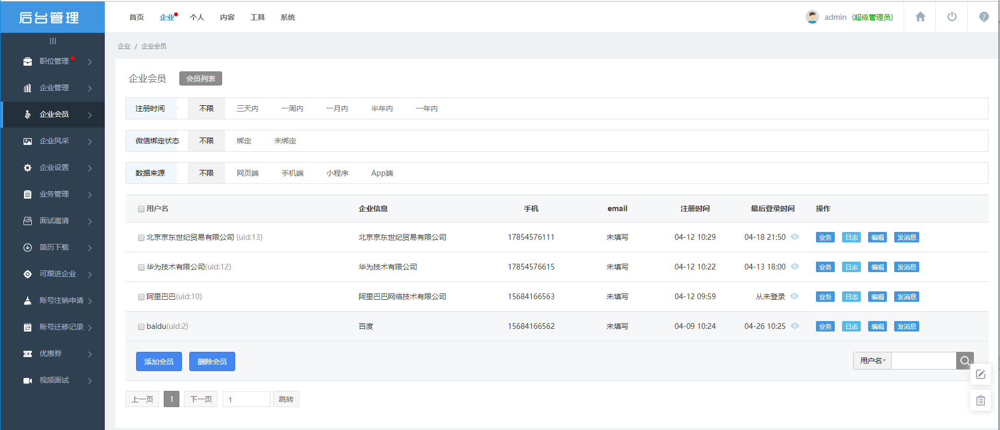 后台管理
首页 企业 个人 内容 工具 系统
admin (超级管理员)
职位管理
企业管理
企业会员
企业风采
企业设置
业务管理
面试邀请
简历下载
可跟进企业
账号注销申请
账号迁移记录
优惠券
视频面试
企业 / 企业会员
企业会员 会员列表
注册时间 不限 三天内 一周内 一月内 半年内 一年内
微信绑定状态 不限 绑定 未绑定
数据来源 不限 网页端 手机端 小程序 App端
用户名 企业信息 手机 email 注册时间 最后登录时间 操作
北京京东世纪贸易有限公司 (uid:13) 北京京东世纪贸易有限公司 17854576111 未填写 04-12 10:29 04-18 21:50 业务 日志 编辑 发消息
华为技术有限公司(uid:12) 华为技术有限公司 17854576615 未填写 04-12 10:22 04-13 18:00 业务 日志 编辑 发消息
阿里巴巴(uid:10) 阿里巴巴网络技术有限公司 15684166563 未填写 04-12 09:59 从未登录 业务 日志 编辑 发消息
baidu(uid:2) 百度 15684166562 未填写 04-09 10:24 04-26 10:25 业务 日志 编辑 发消息
添加会员 删除会员 用户名
上一页 1 下一页 1 跳转